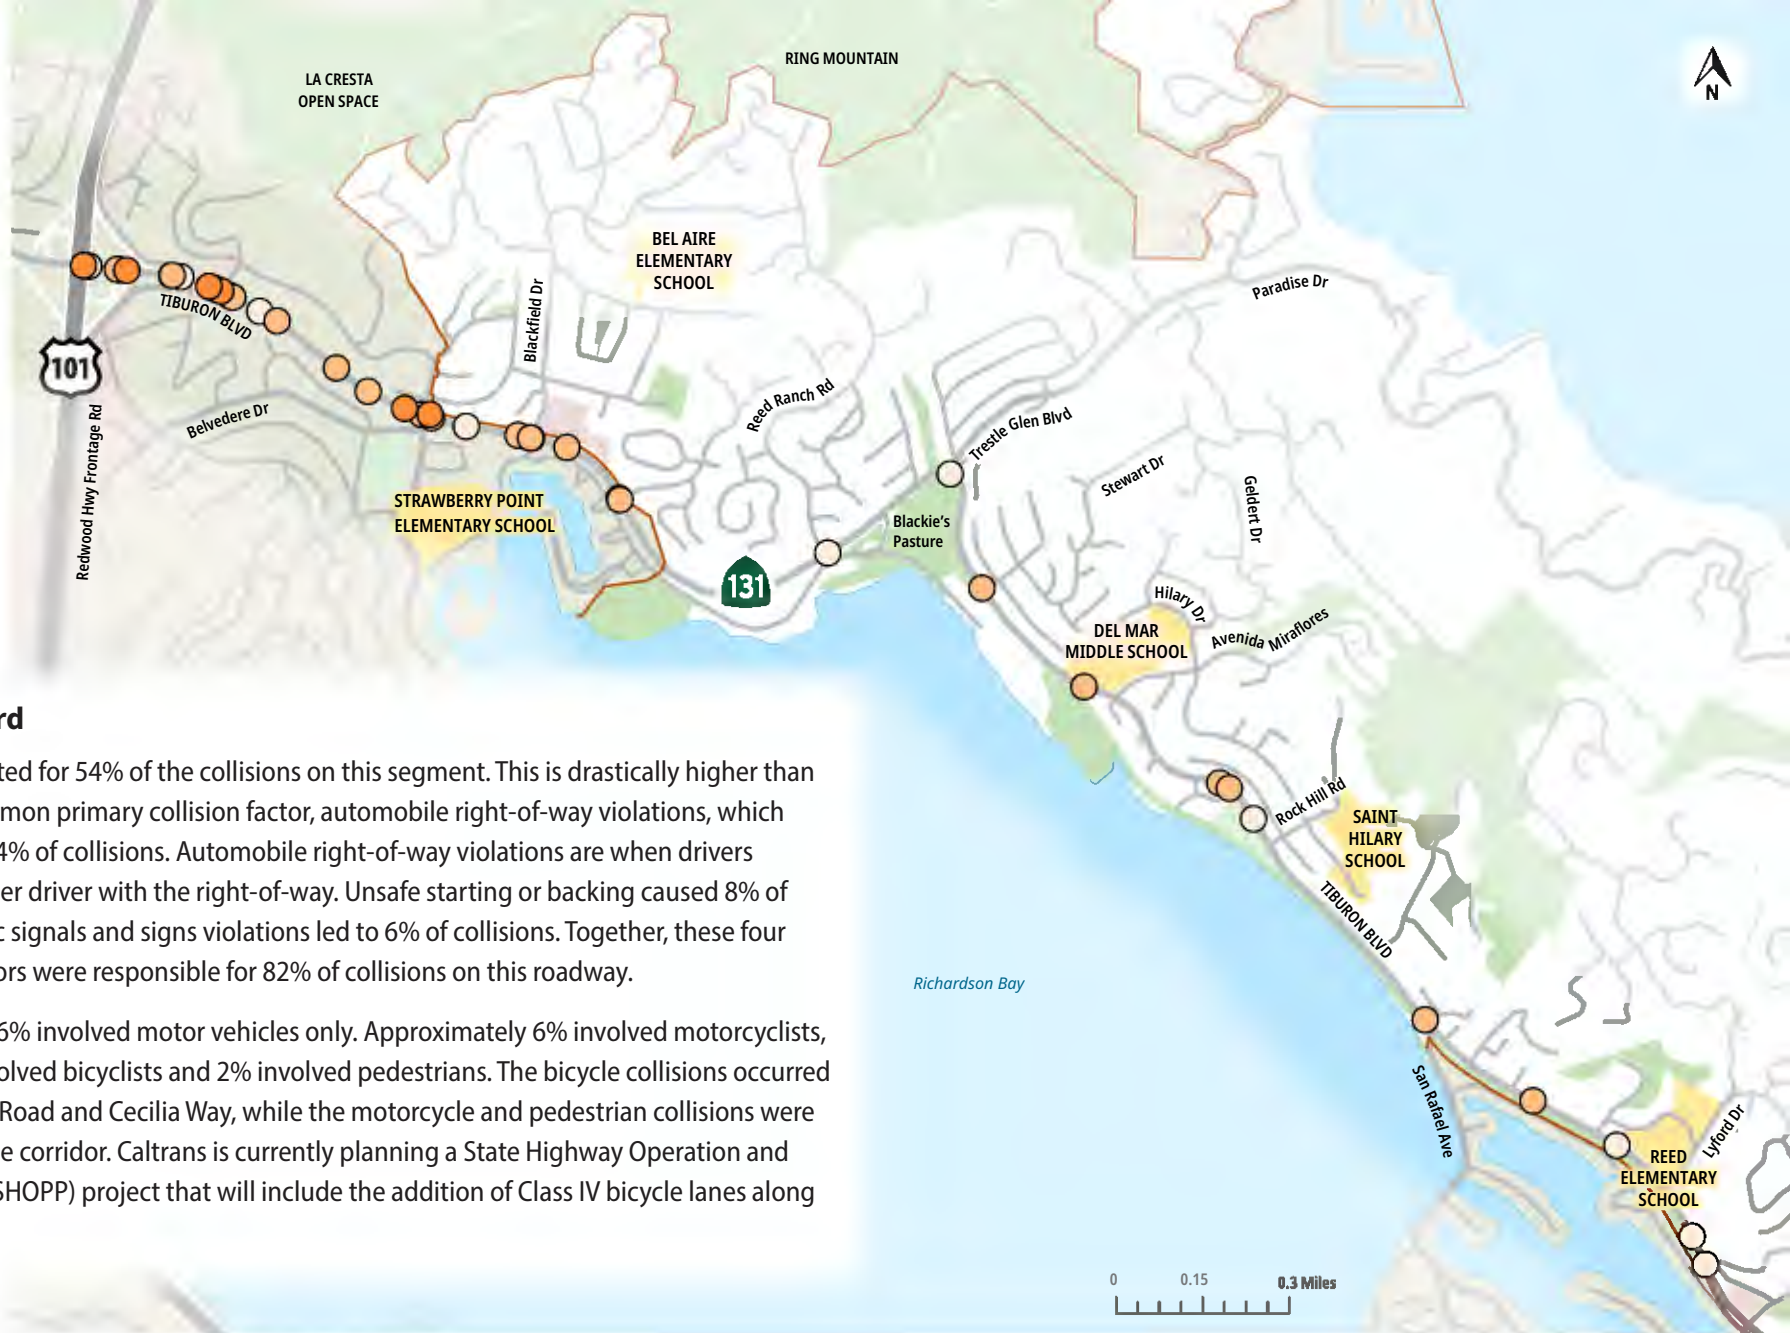 RING MOUNTAIN
LA CRESTA
OPEN SPACE
N
BEL AIRE
ELEMENTARY
SCHOOL
Paradise Dr
Blackfield Dr
TIBURON BLVD
101
Reed Ranch Rd
Belvedere Dr
Trestle Glen Blvd
Redwood Hwy Frontage Rd
Stewart Dr
Geldert Dr
STRAWBERRY POINT
ELEMENTARY SCHOOL
Blackie's
Pasture
131
Hilary Dr
DEL MAR
MIDDLE SCHOOL
Avenida Miraflores
rd
ted for 54% of the collisions on this segment. This is drastically higher than
mon primary collision factor, automobile right-of-way violations, which
4% of collisions. Automobile right-of-way violations are when drivers
er driver with the right-of-way. Unsafe starting or backing caused 8% of
c signals and signs violations led to 6% of collisions. Together, these four
ors were responsible for 82% of collisions on this roadway.
6% involved motor vehicles only. Approximately 6% involved motorcyclists,
olved bicyclists and 2% involved pedestrians. The bicycle collisions occurred
Road and Cecilia Way, while the motorcycle and pedestrian collisions were
e corridor. Caltrans is currently planning a State Highway Operation and
SHOPP) project that will include the addition of Class IV bicycle lanes along
Rock Hill Rd
SAINT
HILARY
SCHOOL
TIBURON BLVD
Richardson Bay
San Rafael Ave
Lyford Dr
REED
ELEMENTARY
SCHOOL
0 0.15 0.3 Miles